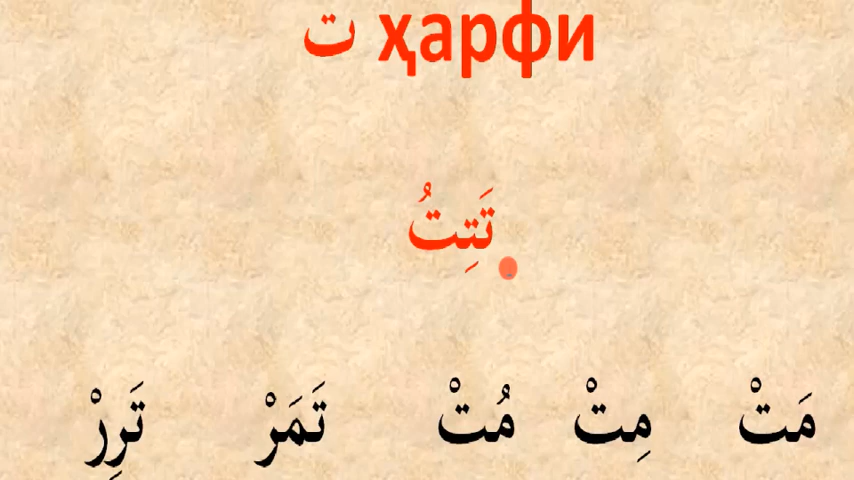 ت ҳарфи
تَتِتُ
مَتْ مِتْ مُتْ تَمَرْ تَرِرْ